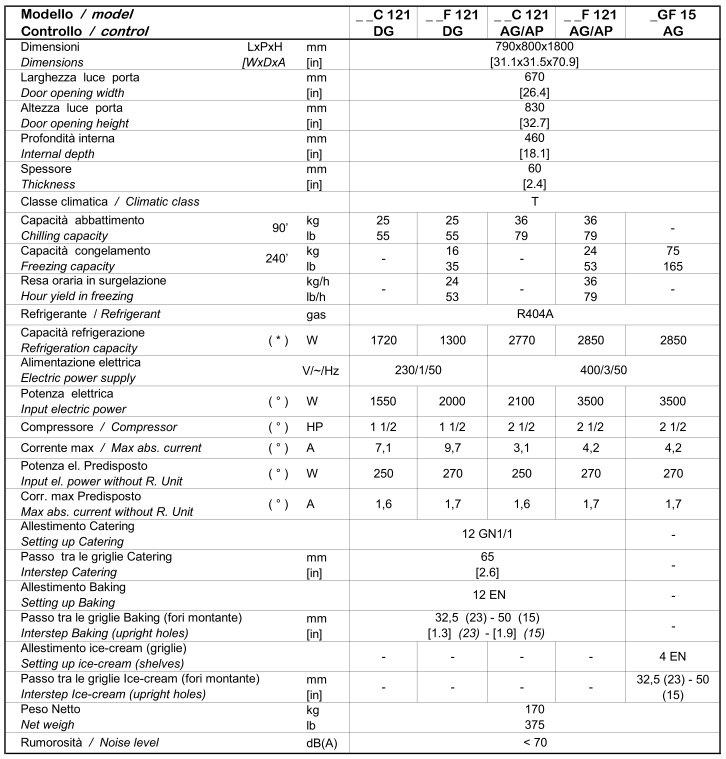 Modello / model _ _C 121 _ _F 121 _ _C 121 _ _F 121 _GF 15
Controllo / control DG DG AG/AP AG/AP AG
Dimensioni LxPxH mm 790x800x1800
Dimensions [WxDxA [in] [31.1x31.5x70.9]
Larghezza luce porta mm 670
Door opening width [in] [26.4]
Altezza luce porta mm 830
Door opening height [in] [32.7]
Profondità interna mm 460
Internal depth [in] [18.1]
Spessore mm 60
Thickness [in] [2.4]
Classe climatica / Climatic class T
Capacità abbattimento 90' kg 25 25 36 36 -
Chilling capacity lb 55 55 79 79
Capacità congelamento 240' kg - 16 - 24 75
Freezing capacity lb 35 53 165
Resa oraria in surgelazione kg/h - 24 - 36 -
Hour yield in freezing lb/h 53 79
Refrigerante / Refrigerant gas R404A
Capacità refrigerazione ( * ) W 1720 1300 2770 2850 2850
Refrigeration capacity
Alimentazione elettrica V/~/Hz 230/1/50 400/3/50
Electric power supply
Potenza elettrica ( ° ) W 1550 2000 2100 3500 3500
Input electric power
Compressore / Compressor ( ° ) HP 1 1/2 1 1/2 2 1/2 2 1/2 2 1/2
Corrente max / Max abs. current ( ° ) A 7,1 9,7 3,1 4,2 4,2
Potenza el. Predisposto ( ° ) W 250 270 250 270 270
Input el. power without R. Unit
Corr. max Predisposto ( ° ) A 1,6 1,7 1,6 1,7 1,7
Max abs. current without R. Unit
Allestimento Catering 12 GN1/1 -
Setting up Catering
Passo tra le griglie Catering mm 65 -
Interstep Catering [in] [2.6]
Allestimento Baking 12 EN -
Setting up Baking
Passo tra le griglie Baking (fori montante) mm 32,5 (23) - 50 (15) -
Interstep Baking (upright holes) [in] [1.3] (23) - [1.9] (15)
Allestimento ice-cream (griglie) - - - - 4 EN
Setting up ice-cream (shelves)
Passo tra le griglie Ice-cream (fori montante) mm - - - - 32,5 (23) - 50
Interstep Ice-cream (upright holes) [in] (15)
Peso Netto kg 170
Net weigh lb 375
Rumorosità / Noise level dB(A) < 70